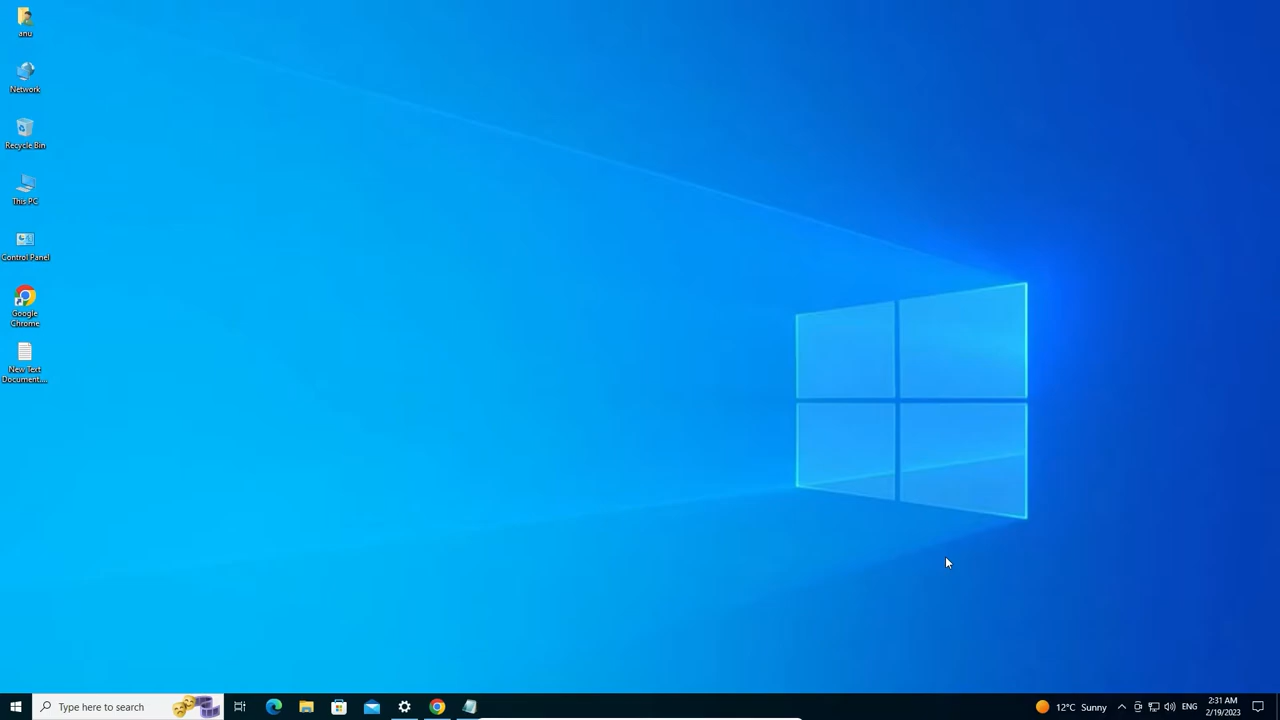 anu
Network
Recycle Bin
This PC
Control Panel
Google
Chrome
New Text
Document....
Type here to search
12°C Sunny
ENG
2:31 AM
2/19/2023